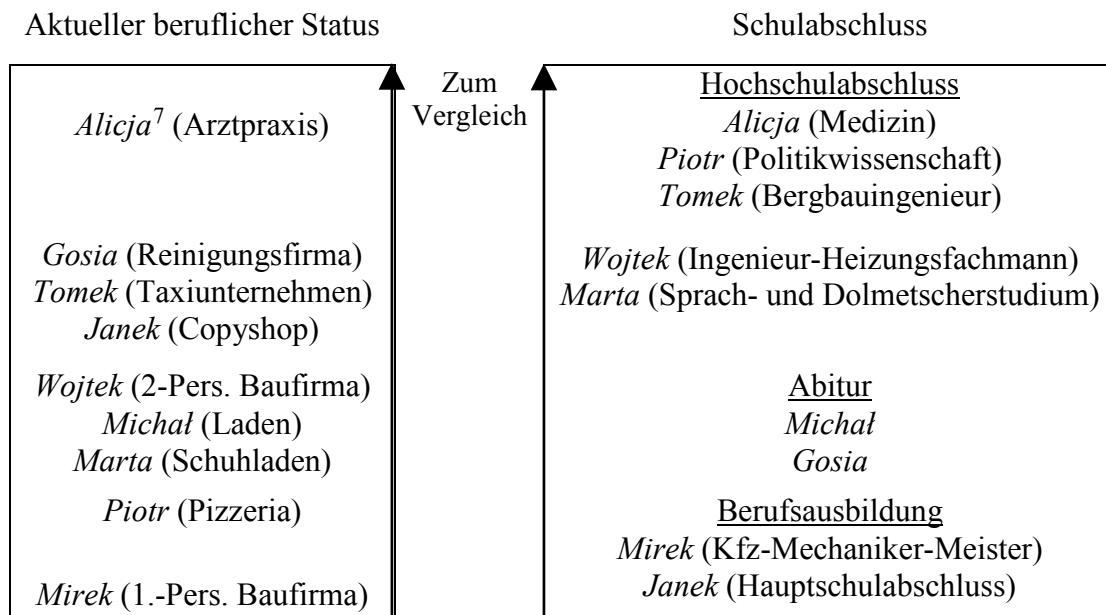 Aktueller beruflicher Status
Schulabschluss
Alicja⁷ (Arztpraxis)
Gosia (Reinigungsfirma)
Tomek (Taxiunternehmen)
Janek (Copyshop)
Wojtek (2-Pers. Baufirma)
Michał (Laden)
Marta (Schuhladen)
Piotr (Pizzeria)
Mirek (1.-Pers. Baufirma)
Zum
Vergleich
Hochschulabschluss
Alicja (Medizin)
Piotr (Politikwissenschaft)
Tomek (Bergbauingenieur)
Wojtek (Ingenieur-Heizungsfachmann)
Marta (Sprach- und Dolmetscherstudium)
Abitur
Michał
Gosia
Berufsausbildung
Mirek (Kfz-Mechaniker-Meister)
Janek (Hauptschulabschluss)